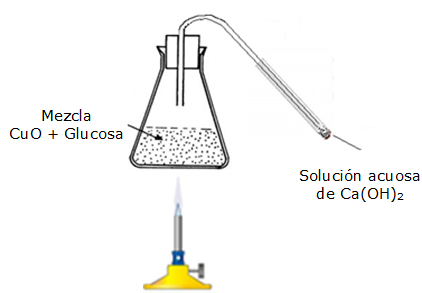 Mezcla
CuO + Glucosa
Solución acuosa
de Ca(OH)₂